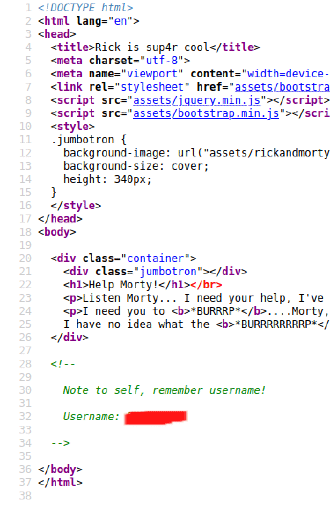 1 <!DOCTYPE html>
2 <html lang="en">
3 <head>
4 <title>Rick is sup4r cool</title>
5 <meta charset="utf-8">
6 <meta name="viewport" content="width=device-
7 <link rel="stylesheet" href="assets/bootstra
8 <script src="assets/jquery.min.js"></script>
9 <script src="assets/bootstrap.min.js"></scri
10 <style>
11 .jumbotron {
12 background-image: url("assets/rickandmorty
13 background-size: cover;
14 height: 340px;
15 }
16 </style>
17 </head>
18 <body>
19
20 <div class="container">
21 <div class="jumbotron"></div>
22 <h1>Help Morty!</h1></br>
23 <p>Listen Morty... I need your help, I've
24 <p>I need you to <b>*BURRRP*</b>....Morty,
25 I have no idea what the <b>*BURRRRRRRRP*</
26 </div>
27
28 <!--
29
30 Note to self, remember username!
31
32 Username:
33
34 -->
35
36 </body>
37 </html>
38